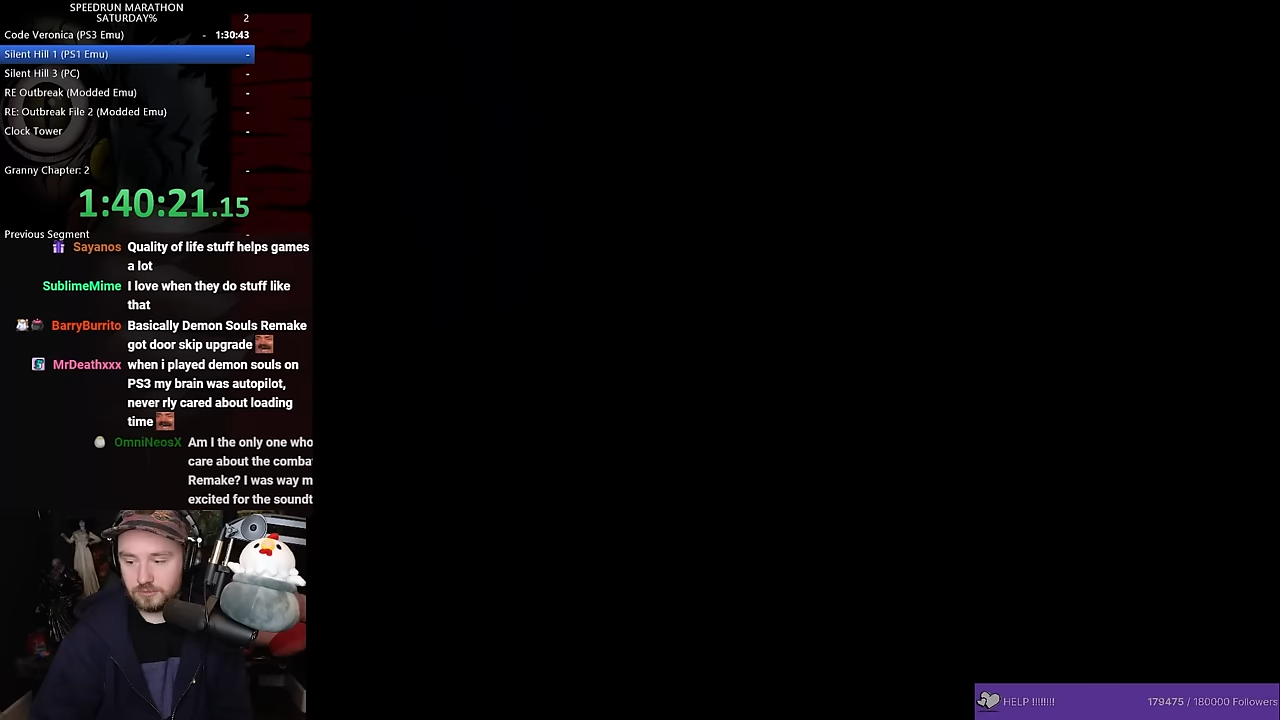 SPEEDRUN MARATHON
SATURDAY%
2
Code Veronica (PS3 Emu) - 1:30:43
Silent Hill 1 (PS1 Emu) -
Silent Hill 3 (PC) -
RE Outbreak (Modded Emu) -
RE: Outbreak File 2 (Modded Emu) -
Clock Tower -
Granny Chapter: 2 -
1:40:21.15
Previous Segment -
Sayanos Quality of life stuff helps games
a lot
SublimeMime I love when they do stuff like
that
BarryBurrito Basically Demon Souls Remake
got door skip upgrade
MrDeathxxx when i played demon souls on
PS3 my brain was autopilot,
never rly cared about loading
time
OmniNeosX Am I the only one who
care about the comba
Remake? I was way m
excited for the soundt
HELP !!!!!!!! 179475 / 180000 Followers